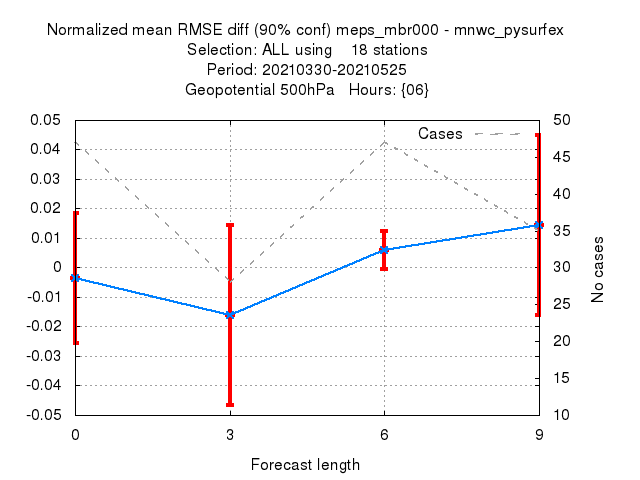 Normalized mean RMSE diff (90% conf) meps_mbr000 - mnwc_pysurfex
Selection: ALL using    18 stations
Period: 20210330-20210525
Geopotential 500hPa   Hours: {06}
Cases
0.05
0.04
0.03
0.02
0.01
0
-0.01
-0.02
-0.03
-0.04
-0.05
50
45
40
35
30
25
20
15
10
No cases
0 3 6 9
Forecast length